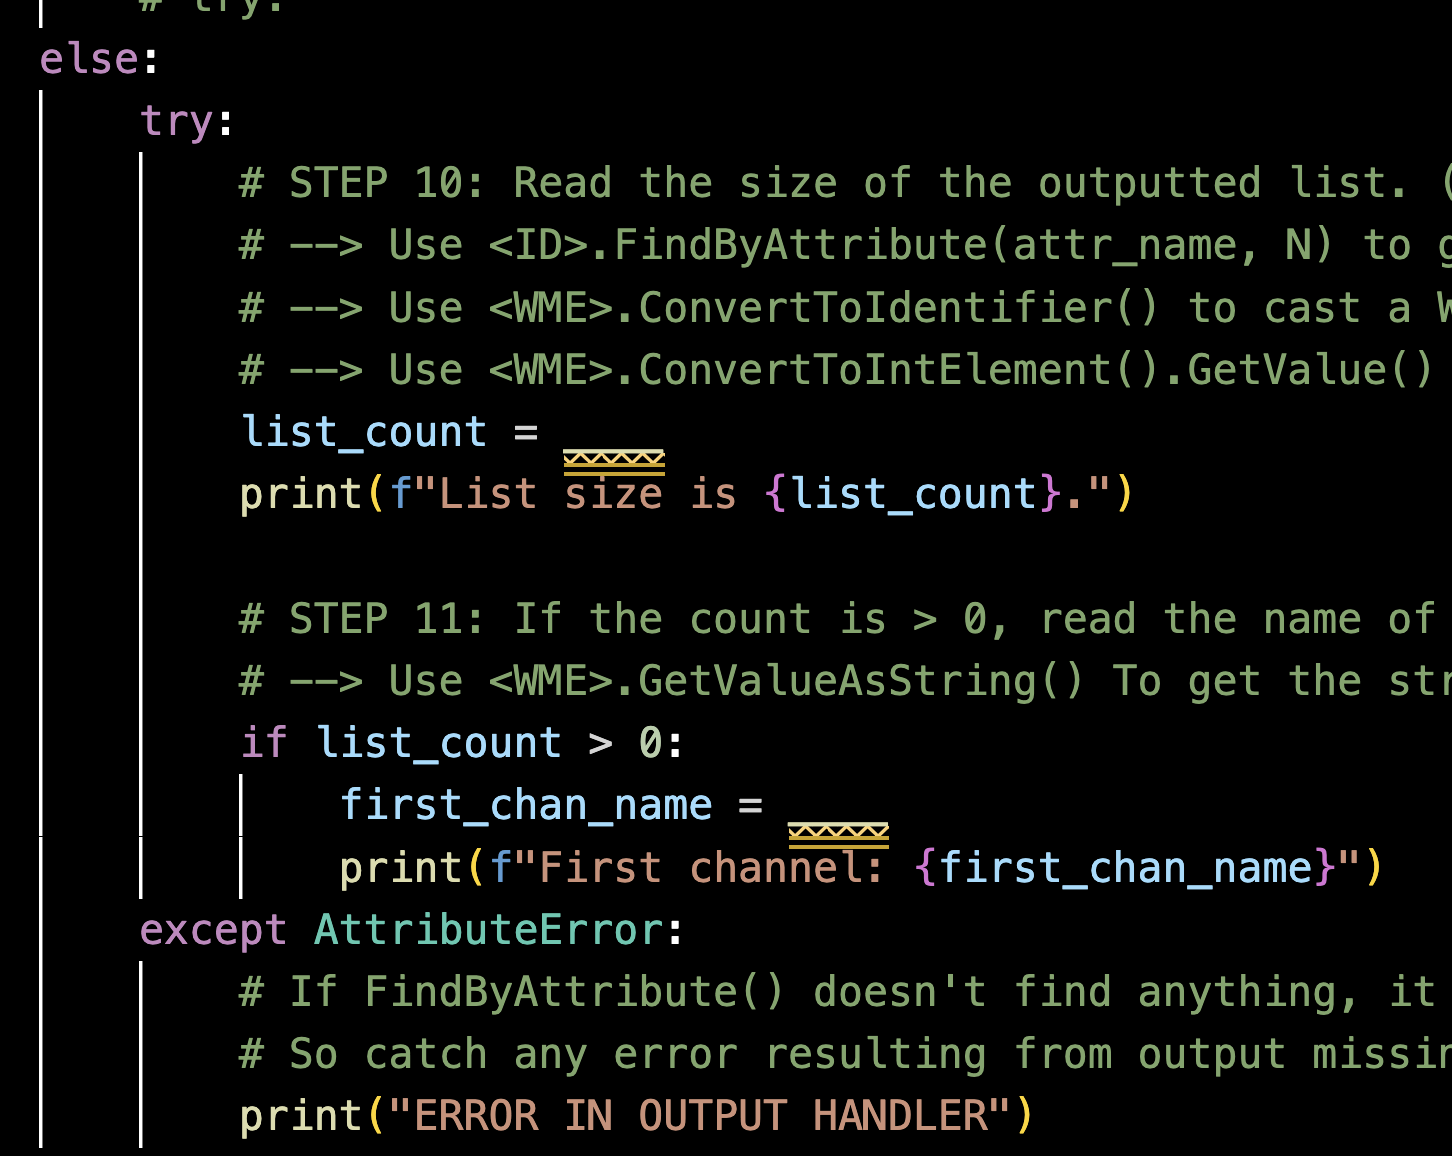 # try:
else:
try:
# STEP 10: Read the size of the outputted list. (
# --> Use <ID>.FindByAttribute(attr_name, N) to g
# --> Use <WME>.ConvertToIdentifier() to cast a W
# --> Use <WME>.ConvertToIntElement().GetValue()
list_count = ____
print(f"List size is {list_count}.")
# STEP 11: If the count is > 0, read the name of
# --> Use <WME>.GetValueAsString() To get the str
if list_count > 0:
first_chan_name = ____
print(f"First channel: {first_chan_name}")
except AttributeError:
# If FindByAttribute() doesn't find anything, it
# So catch any error resulting from output missin
print("ERROR IN OUTPUT HANDLER")